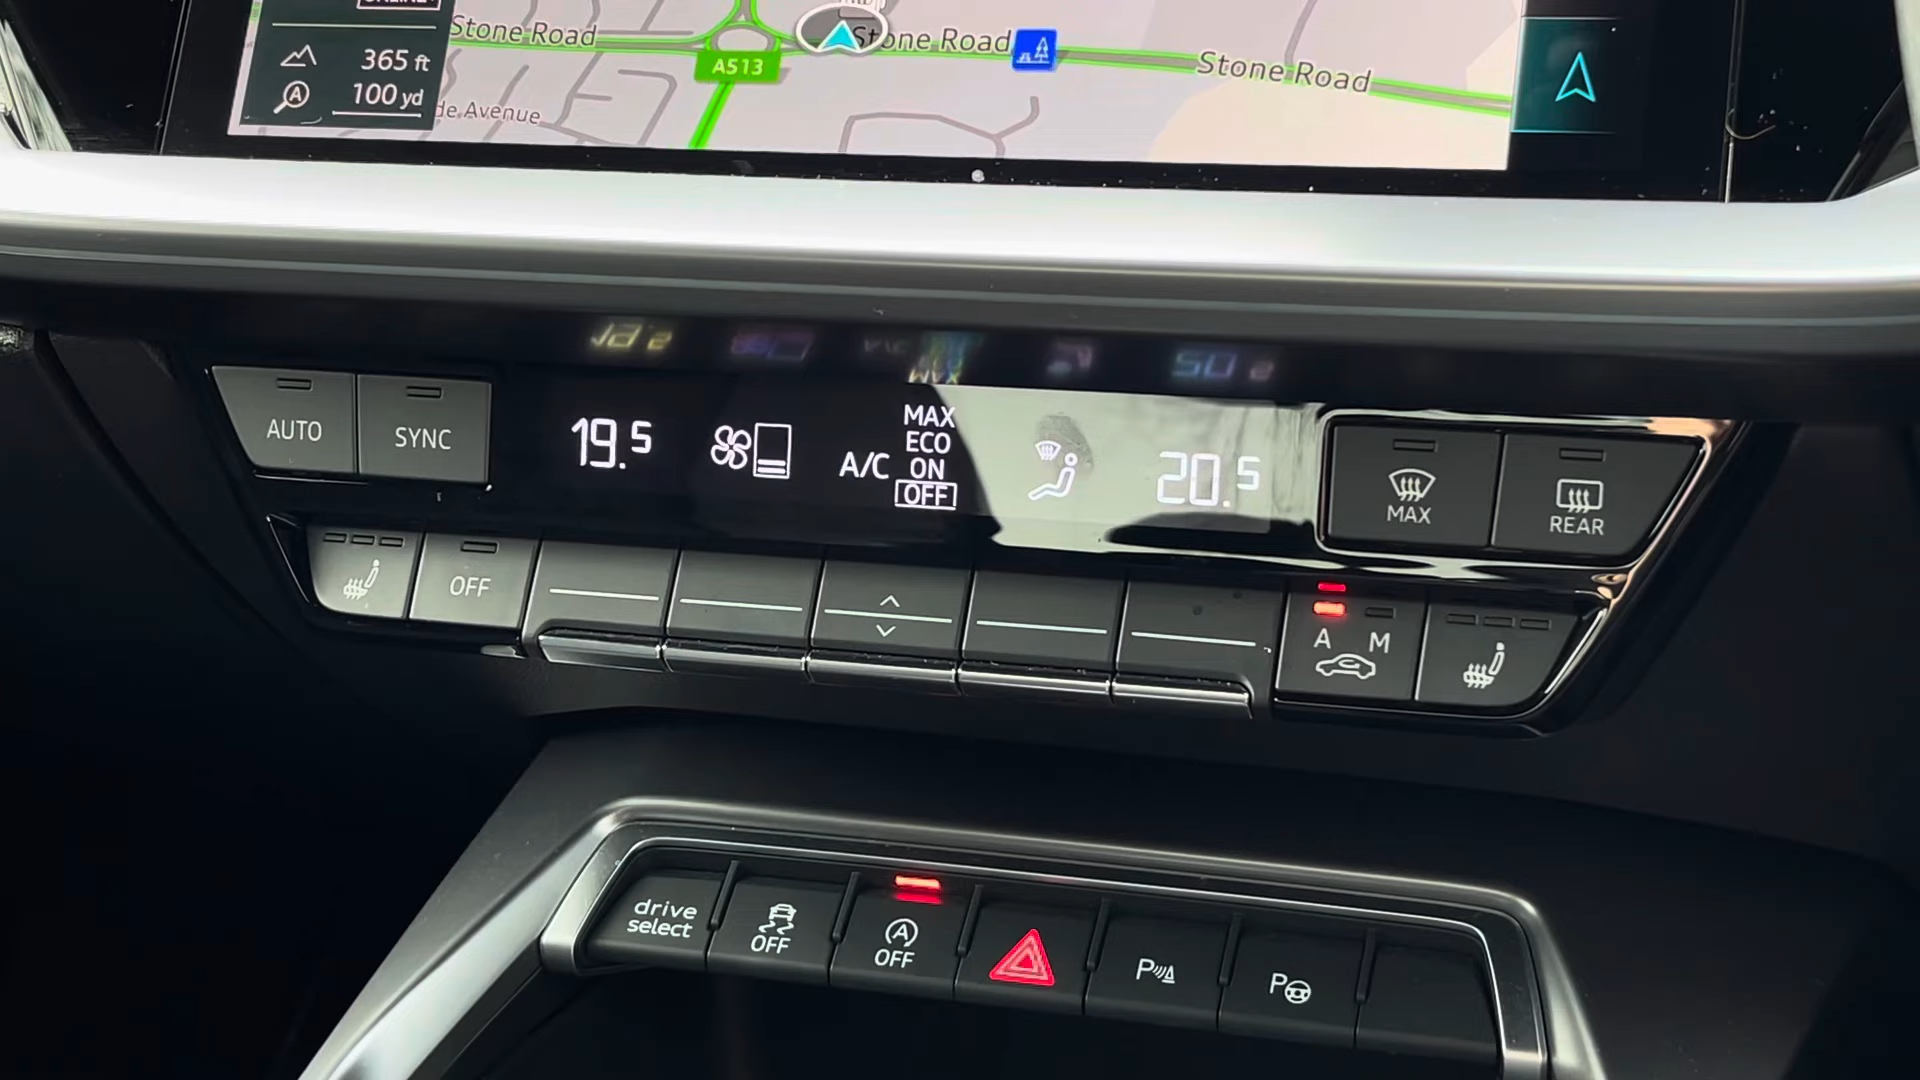 Stone Road
Stone Road
Stone Road
365 ft
A513
100 yd
de Avenue
AUTO
SYNC
19.5
A/C
MAX
ECO
ON
OFF
20.5
MAX
REAR
OFF
A M
drive
select
OFF
A
OFF
P
P